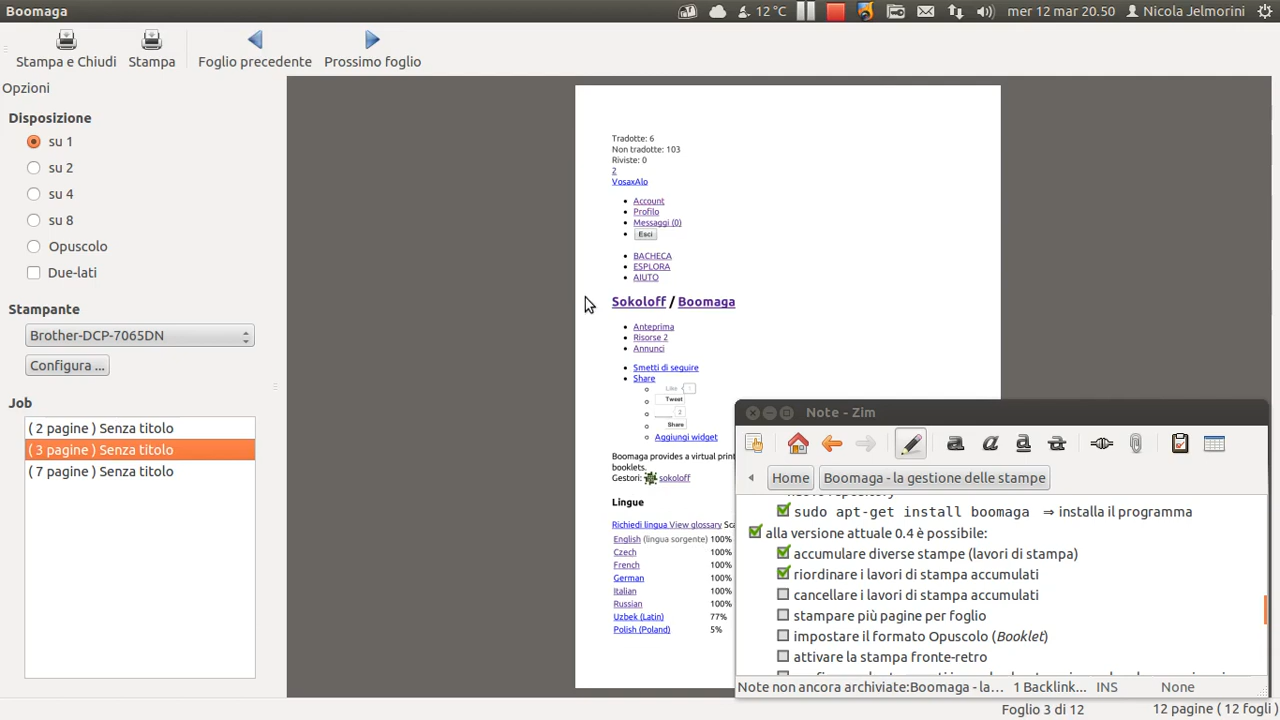 Boomaga
12 °C
mer 12 mar 20.50
Nicola Jelmorini
Stampa e Chiudi
Stampa
Foglio precedente
Prossimo foglio
Opzioni
Disposizione
su 1
su 2
su 4
su 8
Opuscolo
Due-lati
Stampante
Brother-DCP-7065DN
Configura ...
Job
( 2 pagine ) Senza titolo
( 3 pagine ) Senza titolo
( 7 pagine ) Senza titolo
Tradotte: 6
Non tradotte: 103
Riviste: 0
2
VosaxAlo
Account
Profilo
Messaggi (0)
Esci
BACHECA
ESPLORA
AIUTO
Sokoloff / Boomaga
Anteprima
Risorse 2
Annunci
Smetti di seguire
Share
Like 1
Tweet
2
Share
Aggiungi widget
Boomaga provides a virtual print
booklets.
Gestori: sokoloff
Lingue
Richiedi lingua View glossary Sca
English (lingua sorgente) 100%
Czech 100%
French 100%
German 100%
Italian 100%
Russian 100%
Uzbek (Latin) 77%
Polish (Poland) 5%
Note - Zim
Home
Boomaga - la gestione delle stampe
nuovo repository
sudo apt-get install boomaga ⇒ installa il programma
alla versione attuale 0.4 è possibile:
accumulare diverse stampe (lavori di stampa)
riordinare i lavori di stampa accumulati
cancellare i lavori di stampa accumulati
stampare più pagine per foglio
impostare il formato Opuscolo (Booklet)
attivare la stampa fronte-retro
Note non ancora archiviate:Boomaga - la...
1 Backlink...
INS
None
Foglio 3 di 12
12 pagine ( 12 fogli )